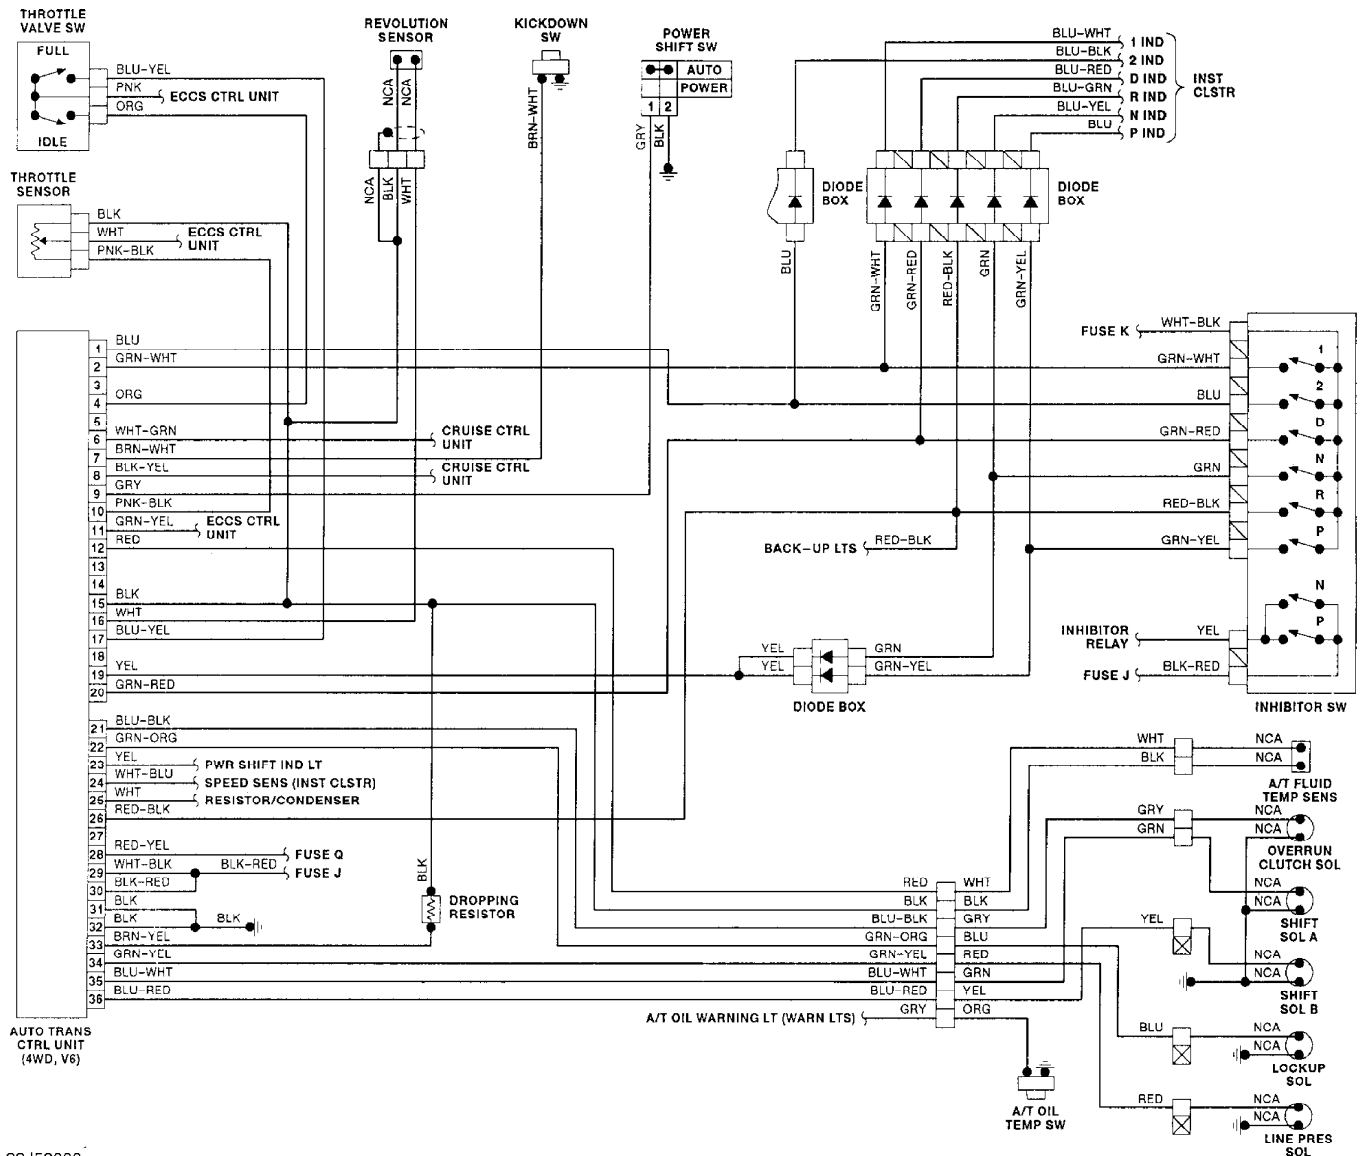 THROTTLE
VALVE SW
FULL
IDLE
BLU-YEL
PNK
ORG
ECCS CTRL UNIT
REVOLUTION
SENSOR
NCA
NCA
NCA
BLK
WHT
KICKDOWN
SW
BRN-WHT
POWER
SHIFT SW
AUTO
POWER
1 2
GRY
BLK
BLU-WHT
1 IND
BLU-BLK
2 IND
BLU-RED
D IND
BLU-GRN
R IND
BLU-YEL
N IND
BLU
P IND
INST
CLSTR
THROTTLE
SENSOR
BLK
WHT
PNK-BLK
ECCS CTRL
UNIT
DIODE
BOX
DIODE
BOX
BLU
GRN-WHT
GRN-RED
RED-BLK
GRN
GRN-YEL
1 BLU
2 GRN-WHT
3
4 ORG
5
6 WHT-GRN
CRUISE CTRL
UNIT
7 BRN-WHT
8 BLK-YEL
CRUISE CTRL
UNIT
9 GRY
10 PNK-BLK
11 GRN-YEL
ECCS CTRL
UNIT
12 RED
13
14
15 BLK
16 WHT
17 BLU-YEL
18
19 YEL
20 GRN-RED
21 BLU-BLK
22 GRN-ORG
23 YEL
PWR SHIFT IND LT
24 WHT-BLU
SPEED SENS (INST CLSTR)
25 WHT
RESISTOR/CONDENSER
26 RED-BLK
27
28 RED-YEL
FUSE Q
29 WHT-BLK
BLK-RED
FUSE J
30 BLK-RED
31 BLK
32 BLK
BLK
33 BRN-YEL
34 GRN-YEL
35 BLU-WHT
36 BLU-RED
AUTO TRANS
CTRL UNIT
(4WD, V6)
BLK
DROPPING
RESISTOR
FUSE K
WHT-BLK
GRN-WHT
1
BLU
2
GRN-RED
D
GRN
N
RED-BLK
R
GRN-YEL
P
BACK-UP LTS
RED-BLK
INHIBITOR
RELAY
YEL
N
P
FUSE J
BLK-RED
INHIBITOR SW
YEL
YEL
GRN
GRN-YEL
DIODE BOX
WHT
NCA
BLK
NCA
A/T FLUID
TEMP SENS
GRY
NCA
GRN
NCA
OVERRUN
CLUTCH SOL
RED WHT
BLK BLK
BLU-BLK GRY
GRN-ORG BLU
GRN-YEL RED
BLU-WHT GRN
BLU-RED YEL
GRY ORG
A/T OIL WARNING LT (WARN LTS)
NCA
NCA
SHIFT
SOL A
YEL
NCA
NCA
SHIFT
SOL B
BLU
NCA
NCA
LOCKUP
SOL
A/T OIL
TEMP SW
RED
NCA
NCA
LINE PRES
SOL